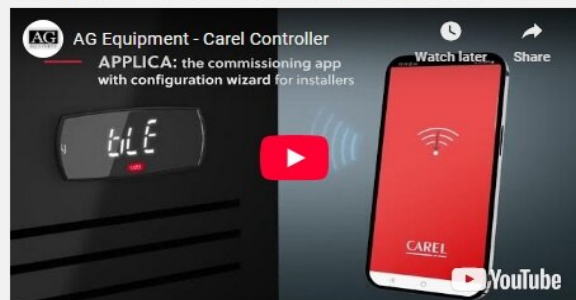 AG
AG Equipment - Carel Controller
Watch later
Share
APPLICA: the commissioning app
with configuration wizard for installers
bLE
CAREL
YouTube